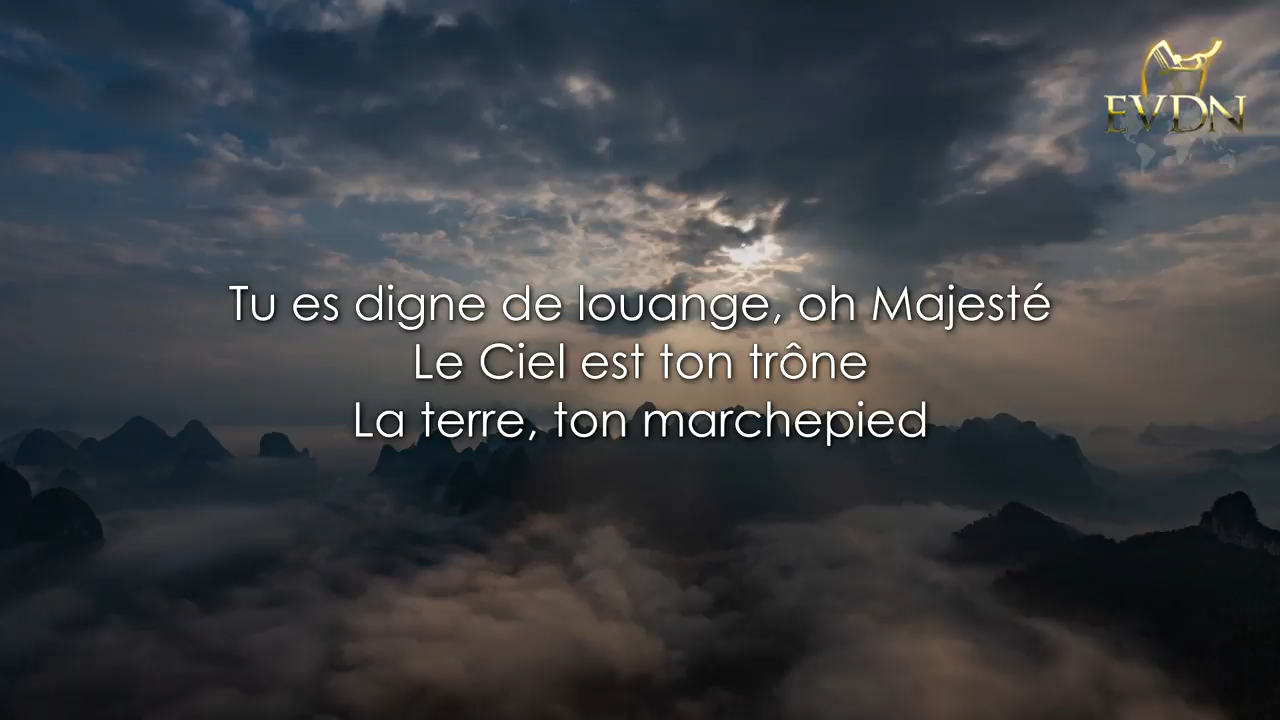 EVDN
Tu es digne de louange, oh Majesté
Le Ciel est ton trône
La terre, ton marchepied